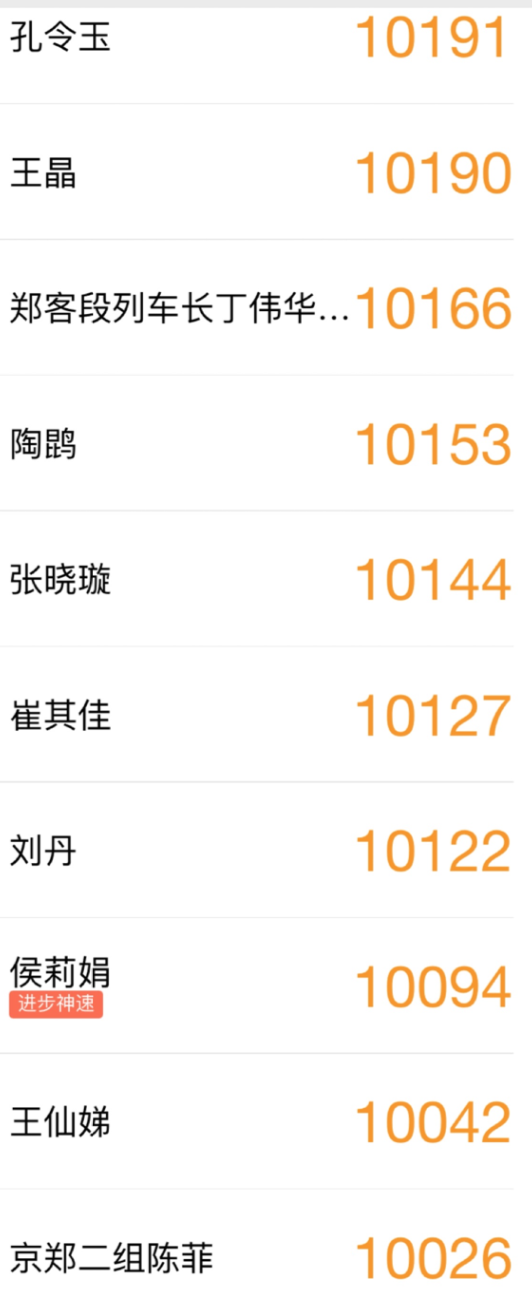 孔令玉 10191
王晶 10190
郑客段列车长丁伟华... 10166
陶鹍 10153
张晓璇 10144
崔其佳 10127
刘丹 10122
侯莉娟 10094
进步神速
王仙娣 10042
京郑二组陈菲 10026